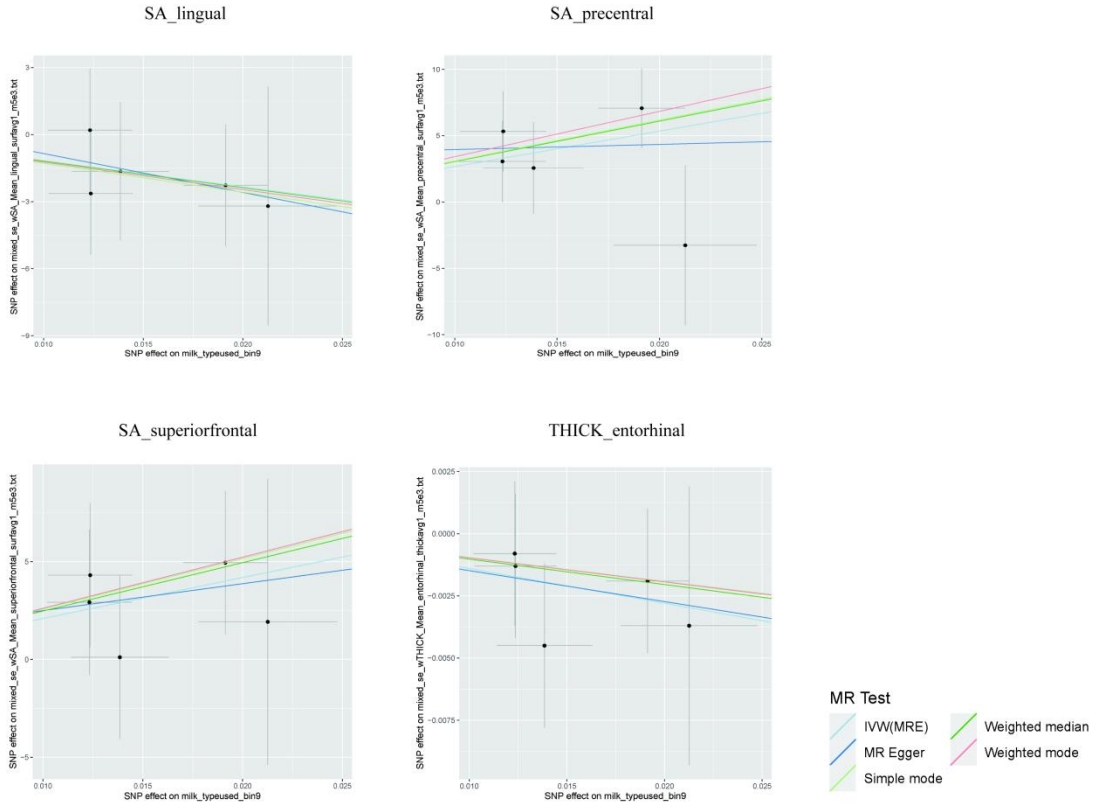 SA_lingual
SA_precentral
SNP effect on mixed_se_wSA_Mean_lingual_surfavg1_m5e3.txt
3
0
−3
−6
−9
0.010
0.015
0.020
0.025
SNP effect on milk_typeused_bin9
SNP effect on mixed_se_wSA_Mean_precentral_surfavg1_m5e3.txt
10
5
0
−5
−10
0.010
0.015
0.020
0.025
SNP effect on milk_typeused_bin9
SA_superiorfrontal
THICK_entorhinal
SNP effect on mixed_se_wSA_Mean_superiorfrontal_surfavg1_m5e3.txt
5
0
−5
0.010
0.015
0.020
0.025
SNP effect on milk_typeused_bin9
SNP effect on mixed_se_wTHICK_Mean_entorhinal_thickavg1_m5e3.txt
0.0025
0.0000
−0.0025
−0.0050
−0.0075
0.010
0.015
0.020
0.025
SNP effect on milk_typeused_bin9
MR Test
IVW(MRE)
MR Egger
Simple mode
Weighted median
Weighted mode